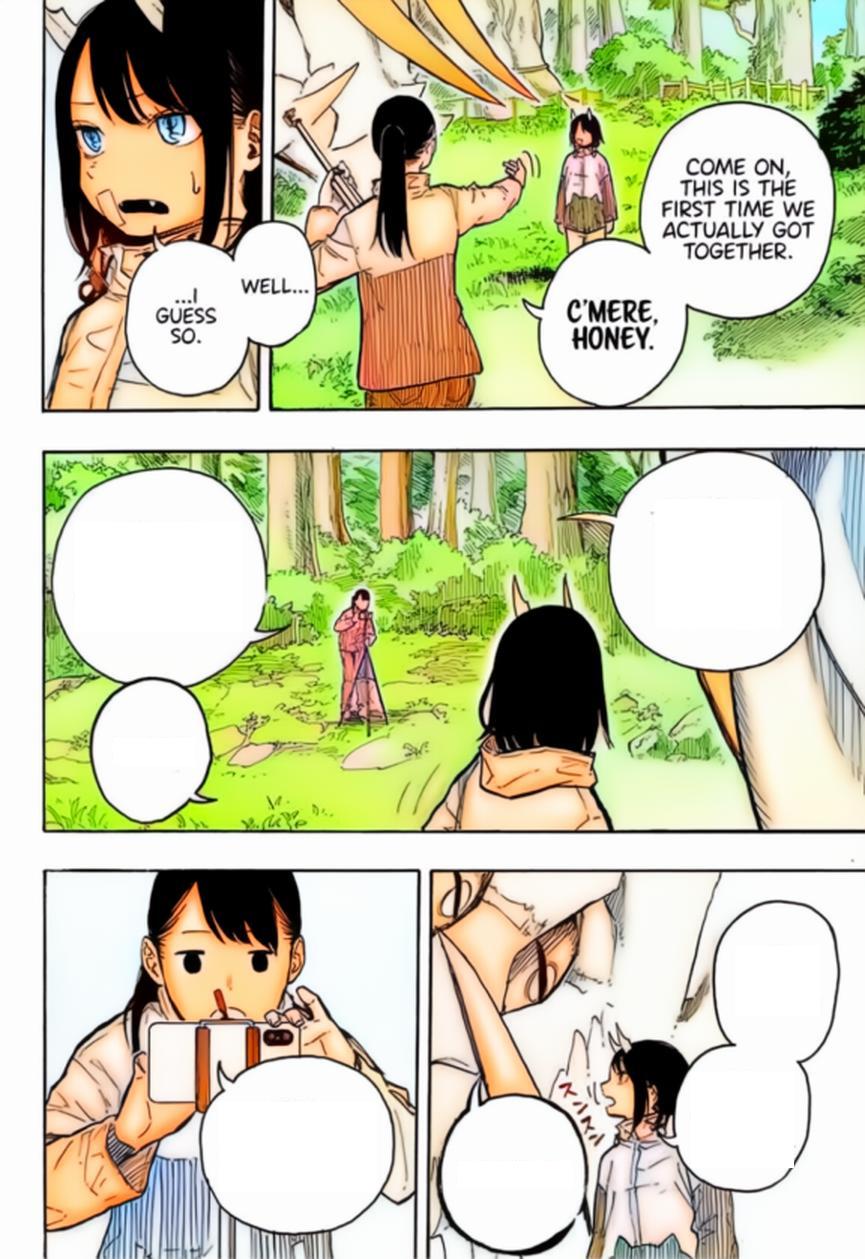 COME ON,
THIS IS THE
FIRST TIME WE
ACTUALLY GOT
TOGETHER.
C'MERE,
HONEY.
WELL...
...I
GUESS
SO.